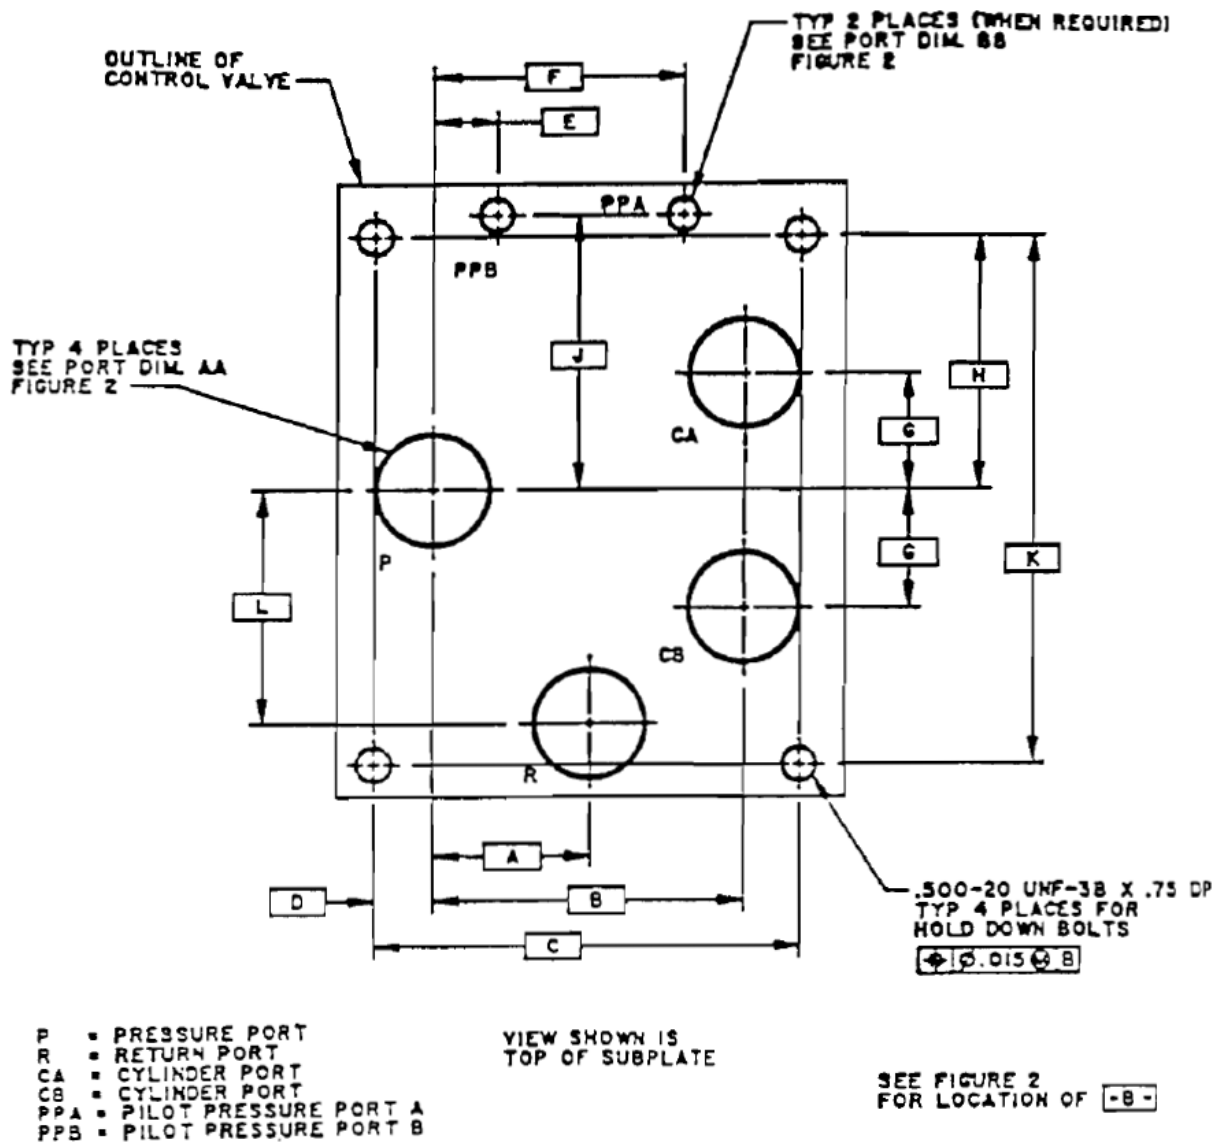 TYP 2 PLACES (WHEN REQUIRED)
SEE PORT DIM. BB
FIGURE 2
OUTLINE OF
CONTROL VALVE
F
E
PPA
PPB
TYP 4 PLACES
SEE PORT DIM. AA
FIGURE 2
J
H
CA
G
P
G
K
L
CB
R
A
D
B
C
.500-20 UNF-3B X .75 DP
TYP 4 PLACES FOR
HOLD DOWN BOLTS
⌖ Ø.015 Ⓜ B
P = PRESSURE PORT
R = RETURN PORT
CA = CYLINDER PORT
CB = CYLINDER PORT
PPA = PILOT PRESSURE PORT A
PPB = PILOT PRESSURE PORT B
VIEW SHOWN IS
TOP OF SUBPLATE
SEE FIGURE 2
FOR LOCATION OF -B-